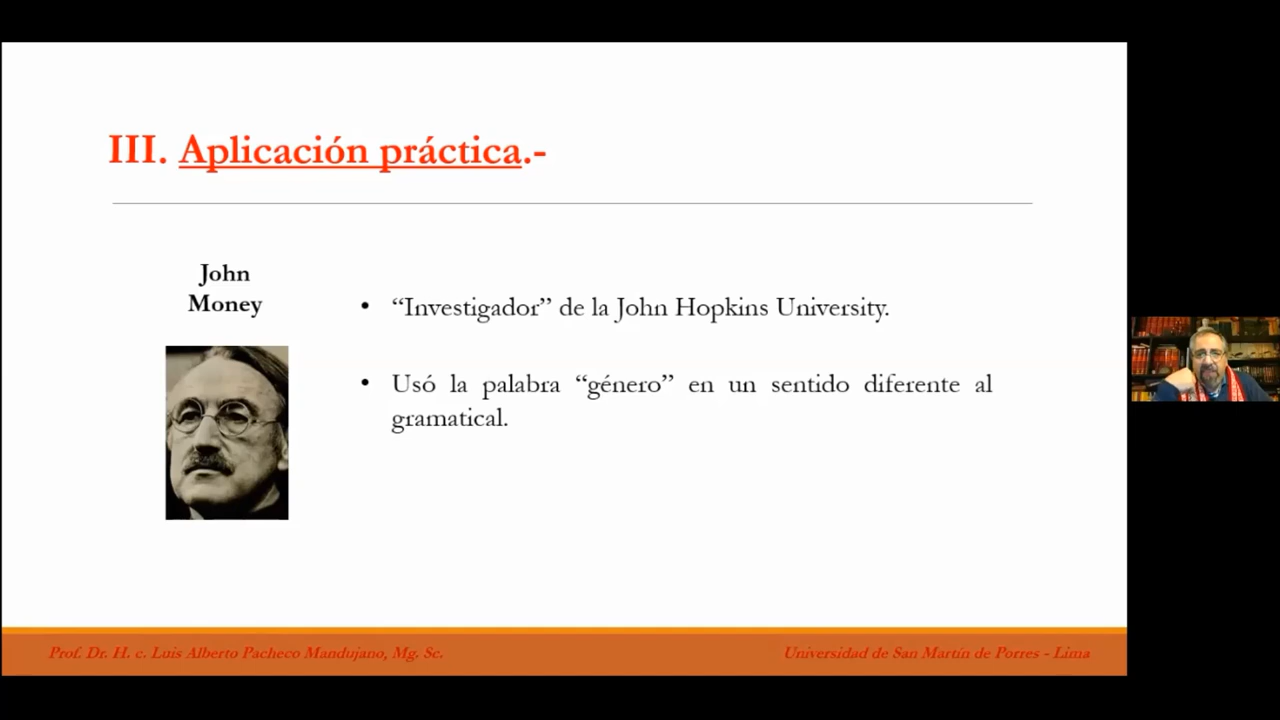 III. Aplicación práctica.-
John
Money
• “Investigador” de la John Hopkins University.
• Usó la palabra “género” en un sentido diferente al
gramatical.
Prof. Dr. H. c. Luis Alberto Pacheco Mandujano, Mg. Sc.
Universidad de San Martín de Porres - Lima